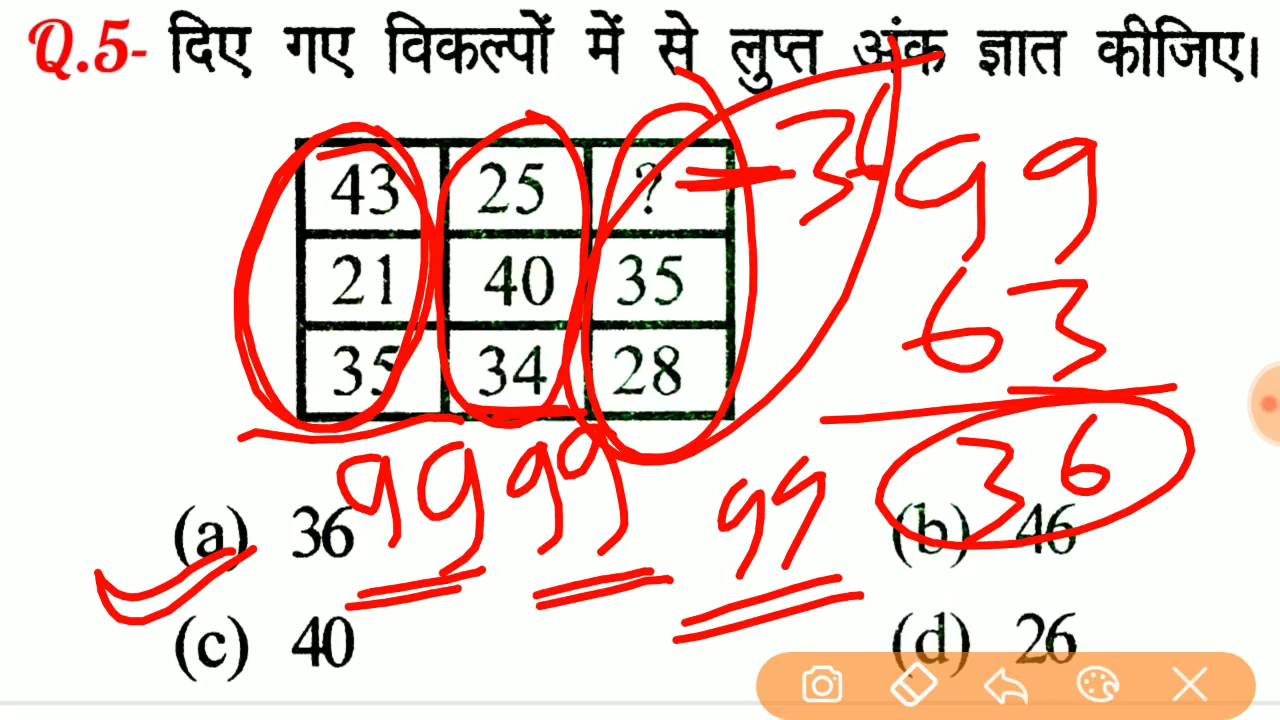 Q.5- दिए गए विकल्पों में से लुप्त अंक ज्ञात कीजिए।
43 25 ? = 36 99
21 40 35 63
35 34 28 36
99 99 99
(a) 36 (b) 46
(c) 40 (d) 26